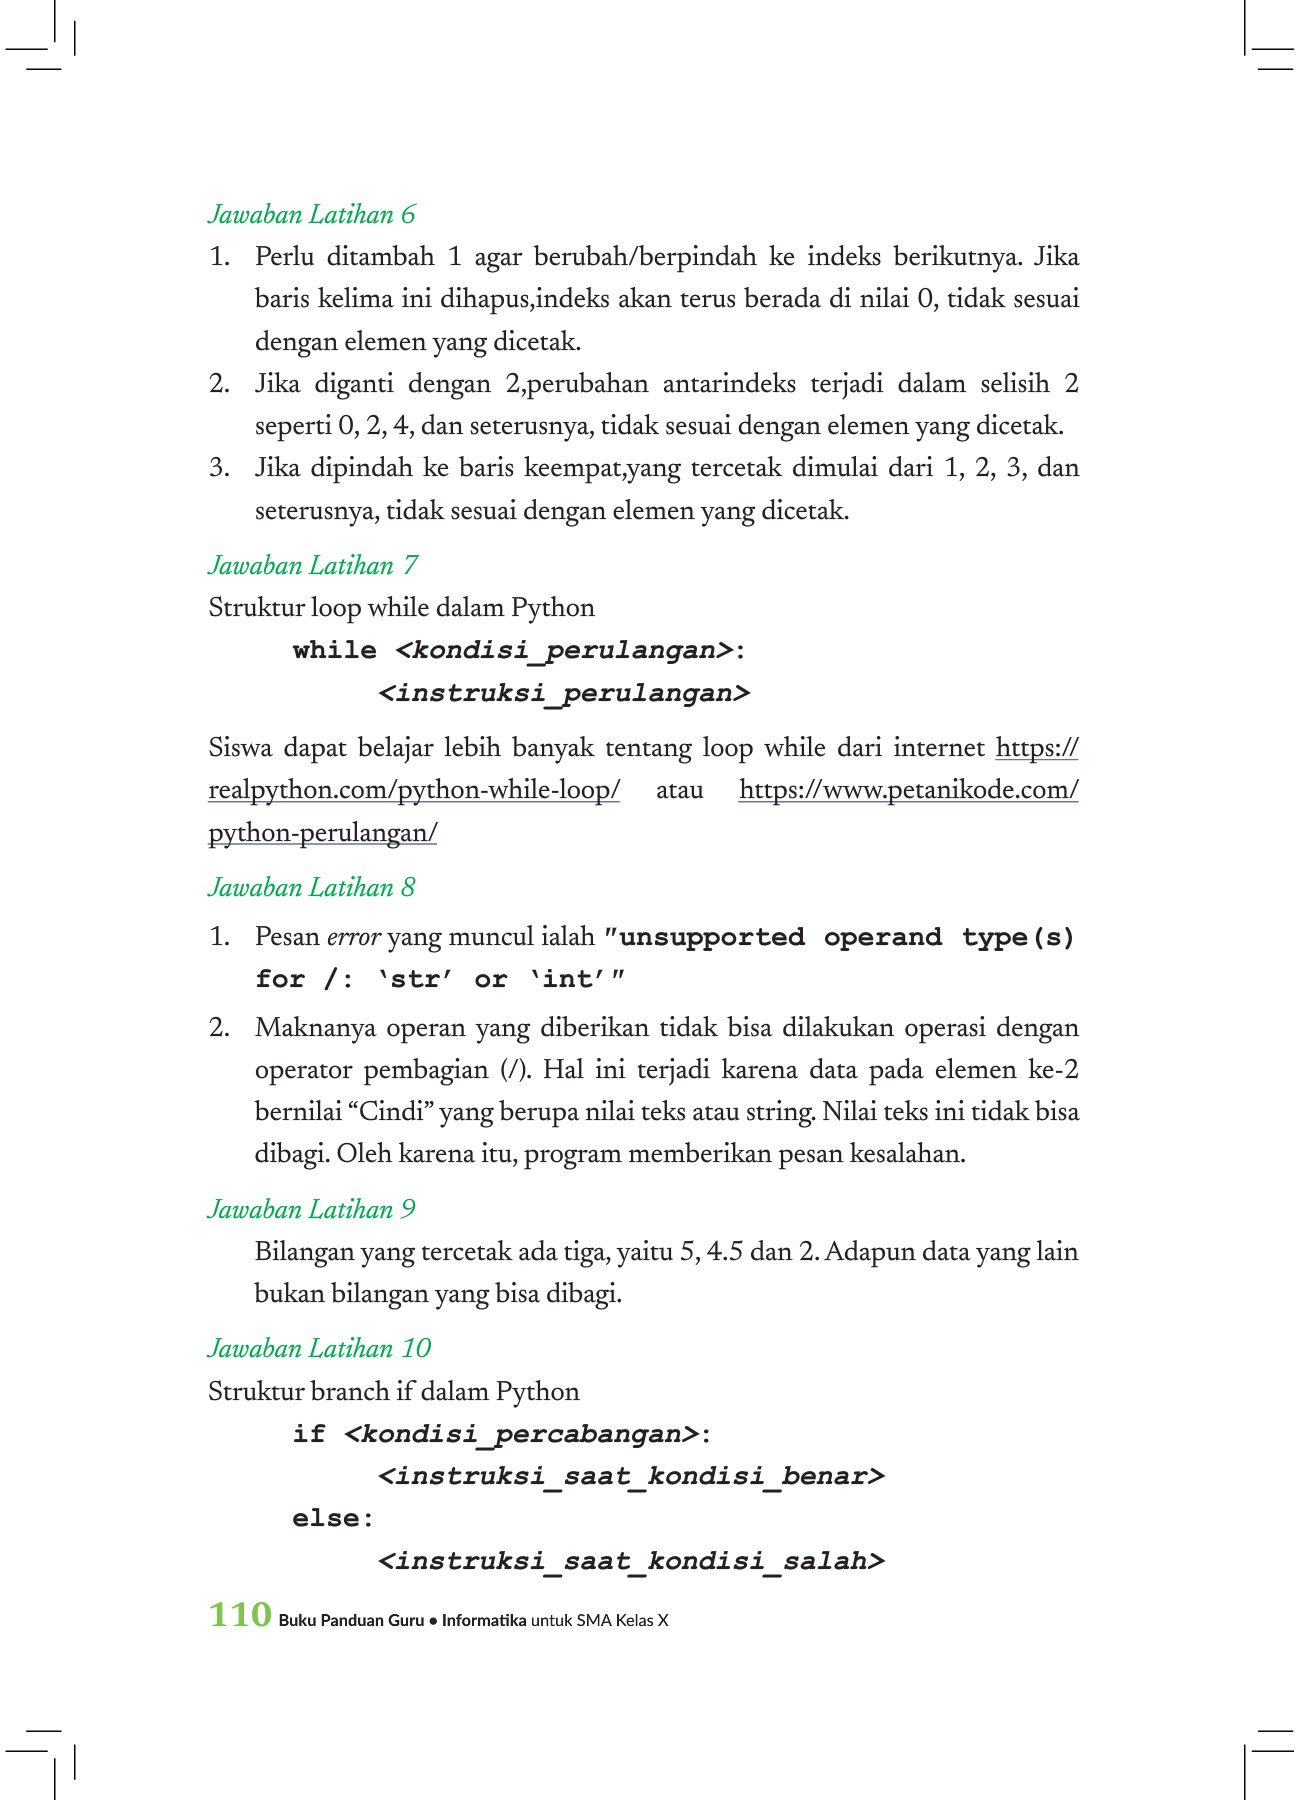 Jawaban Latihan 6
1. Perlu ditambah 1 agar berubah/berpindah ke indeks berikutnya. Jika
baris kelima ini dihapus,indeks akan terus berada di nilai 0, tidak sesuai
dengan elemen yang dicetak.
2. Jika diganti dengan 2,perubahan antarindeks terjadi dalam selisih 2
seperti 0, 2, 4, dan seterusnya, tidak sesuai dengan elemen yang dicetak.
3. Jika dipindah ke baris keempat,yang tercetak dimulai dari 1, 2, 3, dan
seterusnya, tidak sesuai dengan elemen yang dicetak.
Jawaban Latihan 7
Struktur loop while dalam Python
while <kondisi_perulangan>:
<instruksi_perulangan>
Siswa dapat belajar lebih banyak tentang loop while dari internet https://
realpython.com/python-while-loop/ atau https://www.petanikode.com/
python-perulangan/
Jawaban Latihan 8
1. Pesan error yang muncul ialah "unsupported operand type(s)
for /: ‘str’ or ‘int’"
2. Maknanya operan yang diberikan tidak bisa dilakukan operasi dengan
operator pembagian (/). Hal ini terjadi karena data pada elemen ke-2
bernilai “Cindi” yang berupa nilai teks atau string. Nilai teks ini tidak bisa
dibagi. Oleh karena itu, program memberikan pesan kesalahan.
Jawaban Latihan 9
Bilangan yang tercetak ada tiga, yaitu 5, 4.5 dan 2. Adapun data yang lain
bukan bilangan yang bisa dibagi.
Jawaban Latihan 10
Struktur branch if dalam Python
if <kondisi_percabangan>:
<instruksi_saat_kondisi_benar>
else:
<instruksi_saat_kondisi_salah>
110 Buku Panduan Guru • Informatika untuk SMA Kelas X